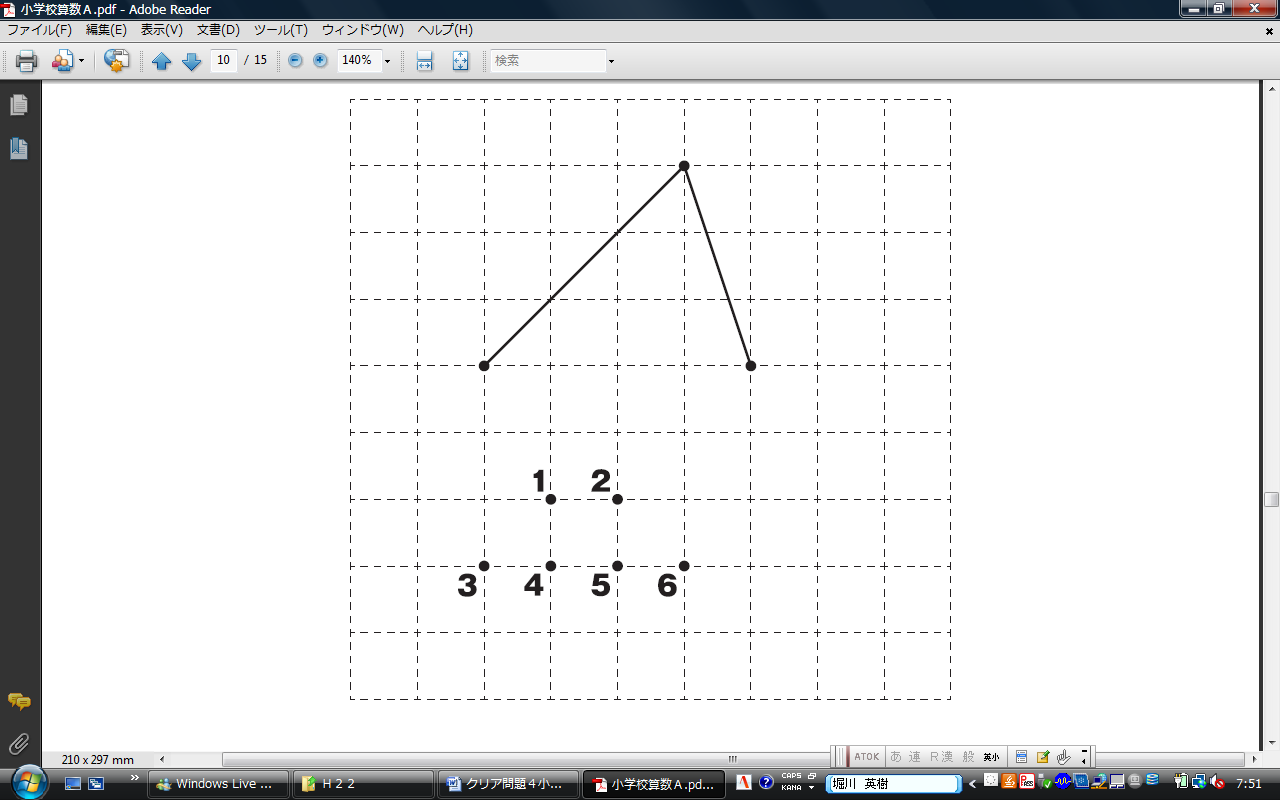 小学校算数A.pdf - Adobe Reader
ファイル(F) 編集(E) 表示(V) 文書(D) ツール(T) ウィンドウ(W) ヘルプ(H)
10 / 15 140% 検索
1 2
3 4 5 6
210 x 297 mm
ATOK あ 連 R漢 般 英小
Windows Live ... H22 クリア問題4小... 小学校算数A.pd... CAPS KANA 堀川 英樹 7:51